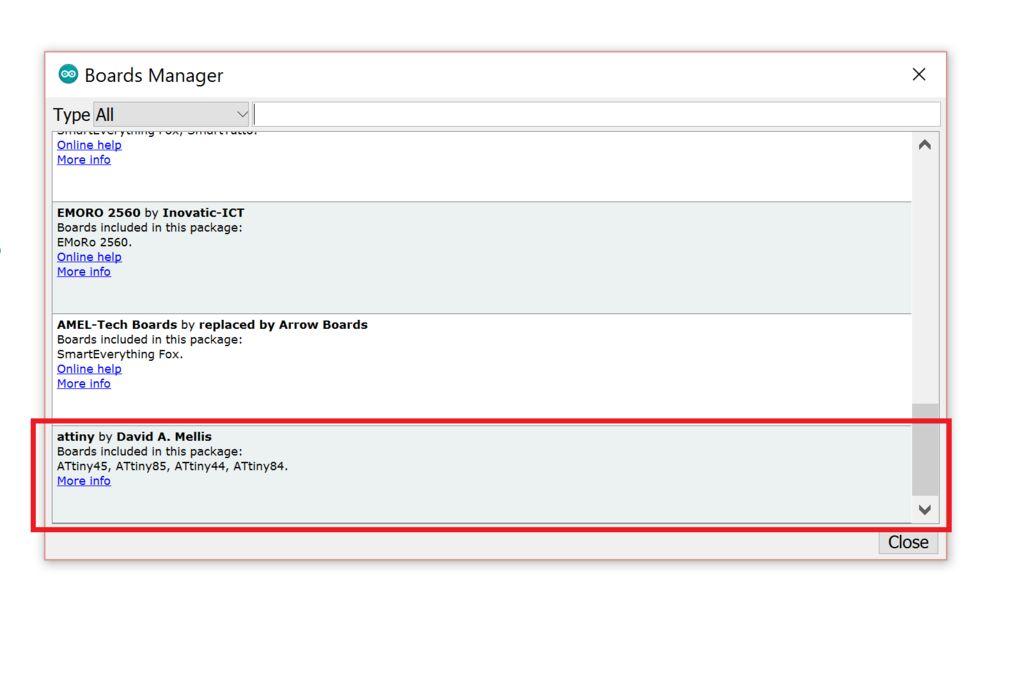 Boards Manager
Type All
SmartEverything Fox, SmartTutto.
Online help
More info
EMORO 2560 by Inovatic-ICT
Boards included in this package:
EMoRo 2560.
Online help
More info
AMEL-Tech Boards by replaced by Arrow Boards
Boards included in this package:
SmartEverything Fox.
Online help
More info
attiny by David A. Mellis
Boards included in this package:
ATtiny45, ATtiny85, ATtiny44, ATtiny84.
More info
Close